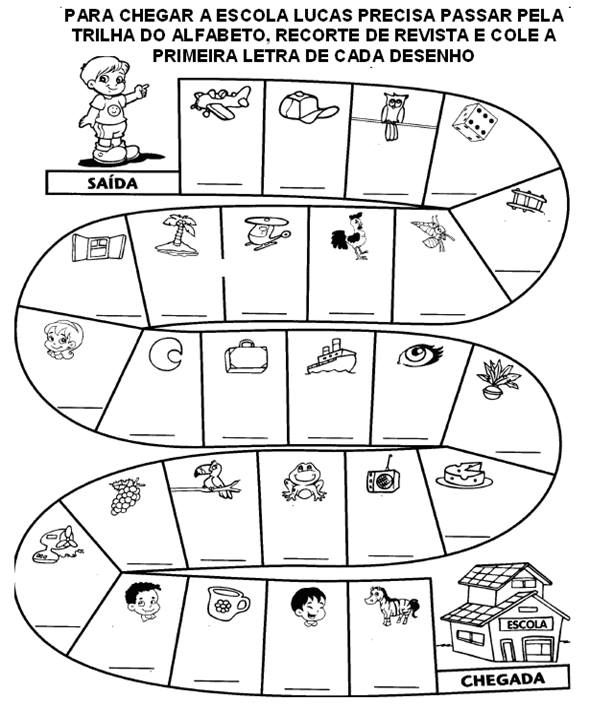 PARA CHEGAR A ESCOLA LUCAS PRECISA PASSAR PELA
TRILHA DO ALFABETO, RECORTE DE REVISTA E COLE A
PRIMEIRA LETRA DE CADA DESENHO
SAÍDA
ESCOLA
CHEGADA